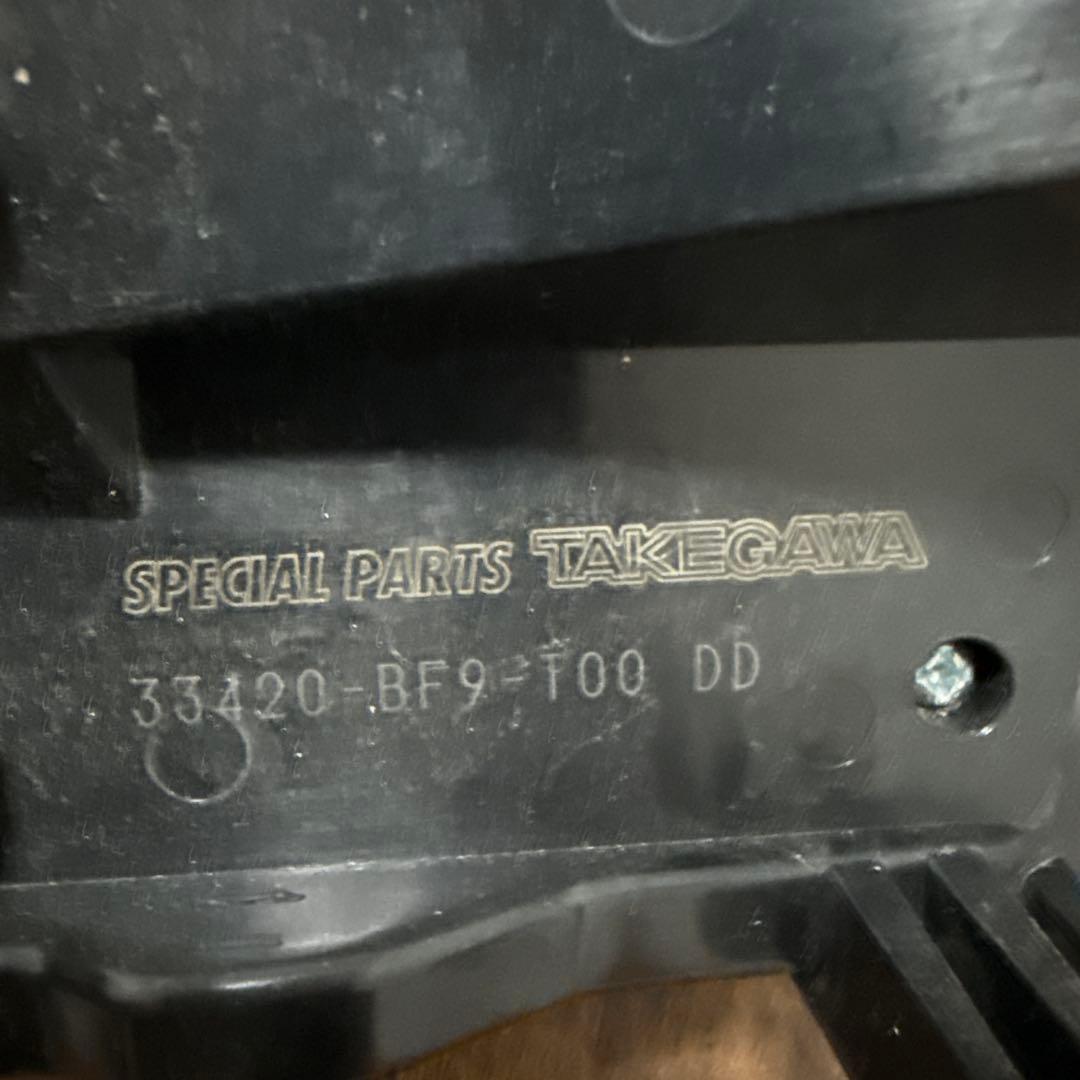 SPECIAL PARTS TAKEGAWA
33420-BF9-T00 DD